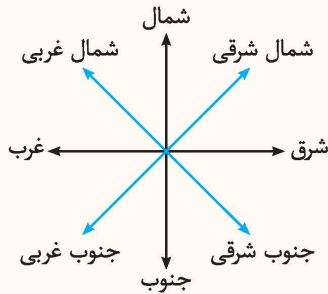 شمال
شمال شرقی
شمال غربی
شرق
غرب
جنوب شرقی
جنوب غربی
جنوب